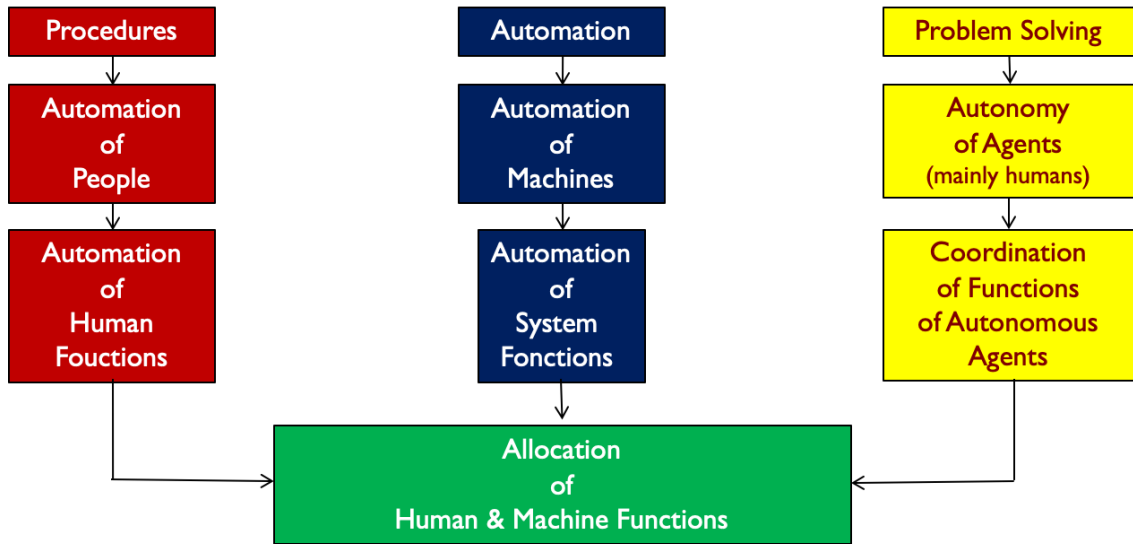 Procedures
Automation
of
People
Automation
of
Human
Fouctions
Automation
Automation
of
Machines
Automation
of
System
Fonctions
Problem Solving
Autonomy
of Agents
(mainly humans)
Coordination
of Functions
of Autonomous
Agents
Allocation
of
Human & Machine Functions